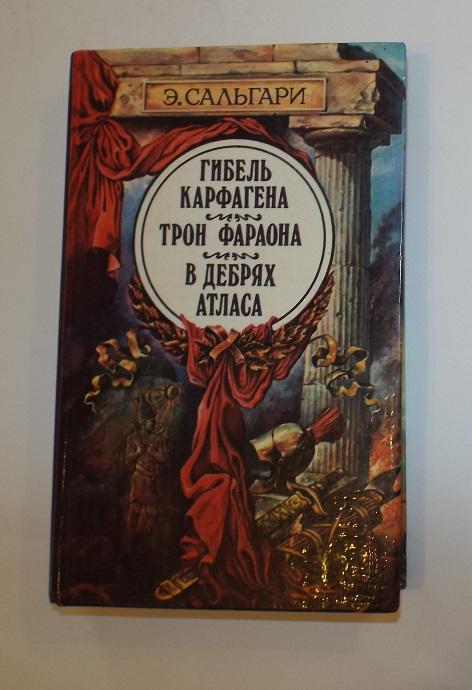 Э. САЛЬГАРИ
ГИБЕЛЬ
КАРФАГЕНА
ТРОН ФАРАОНА
В ДЕБРЯХ
АТЛАСА